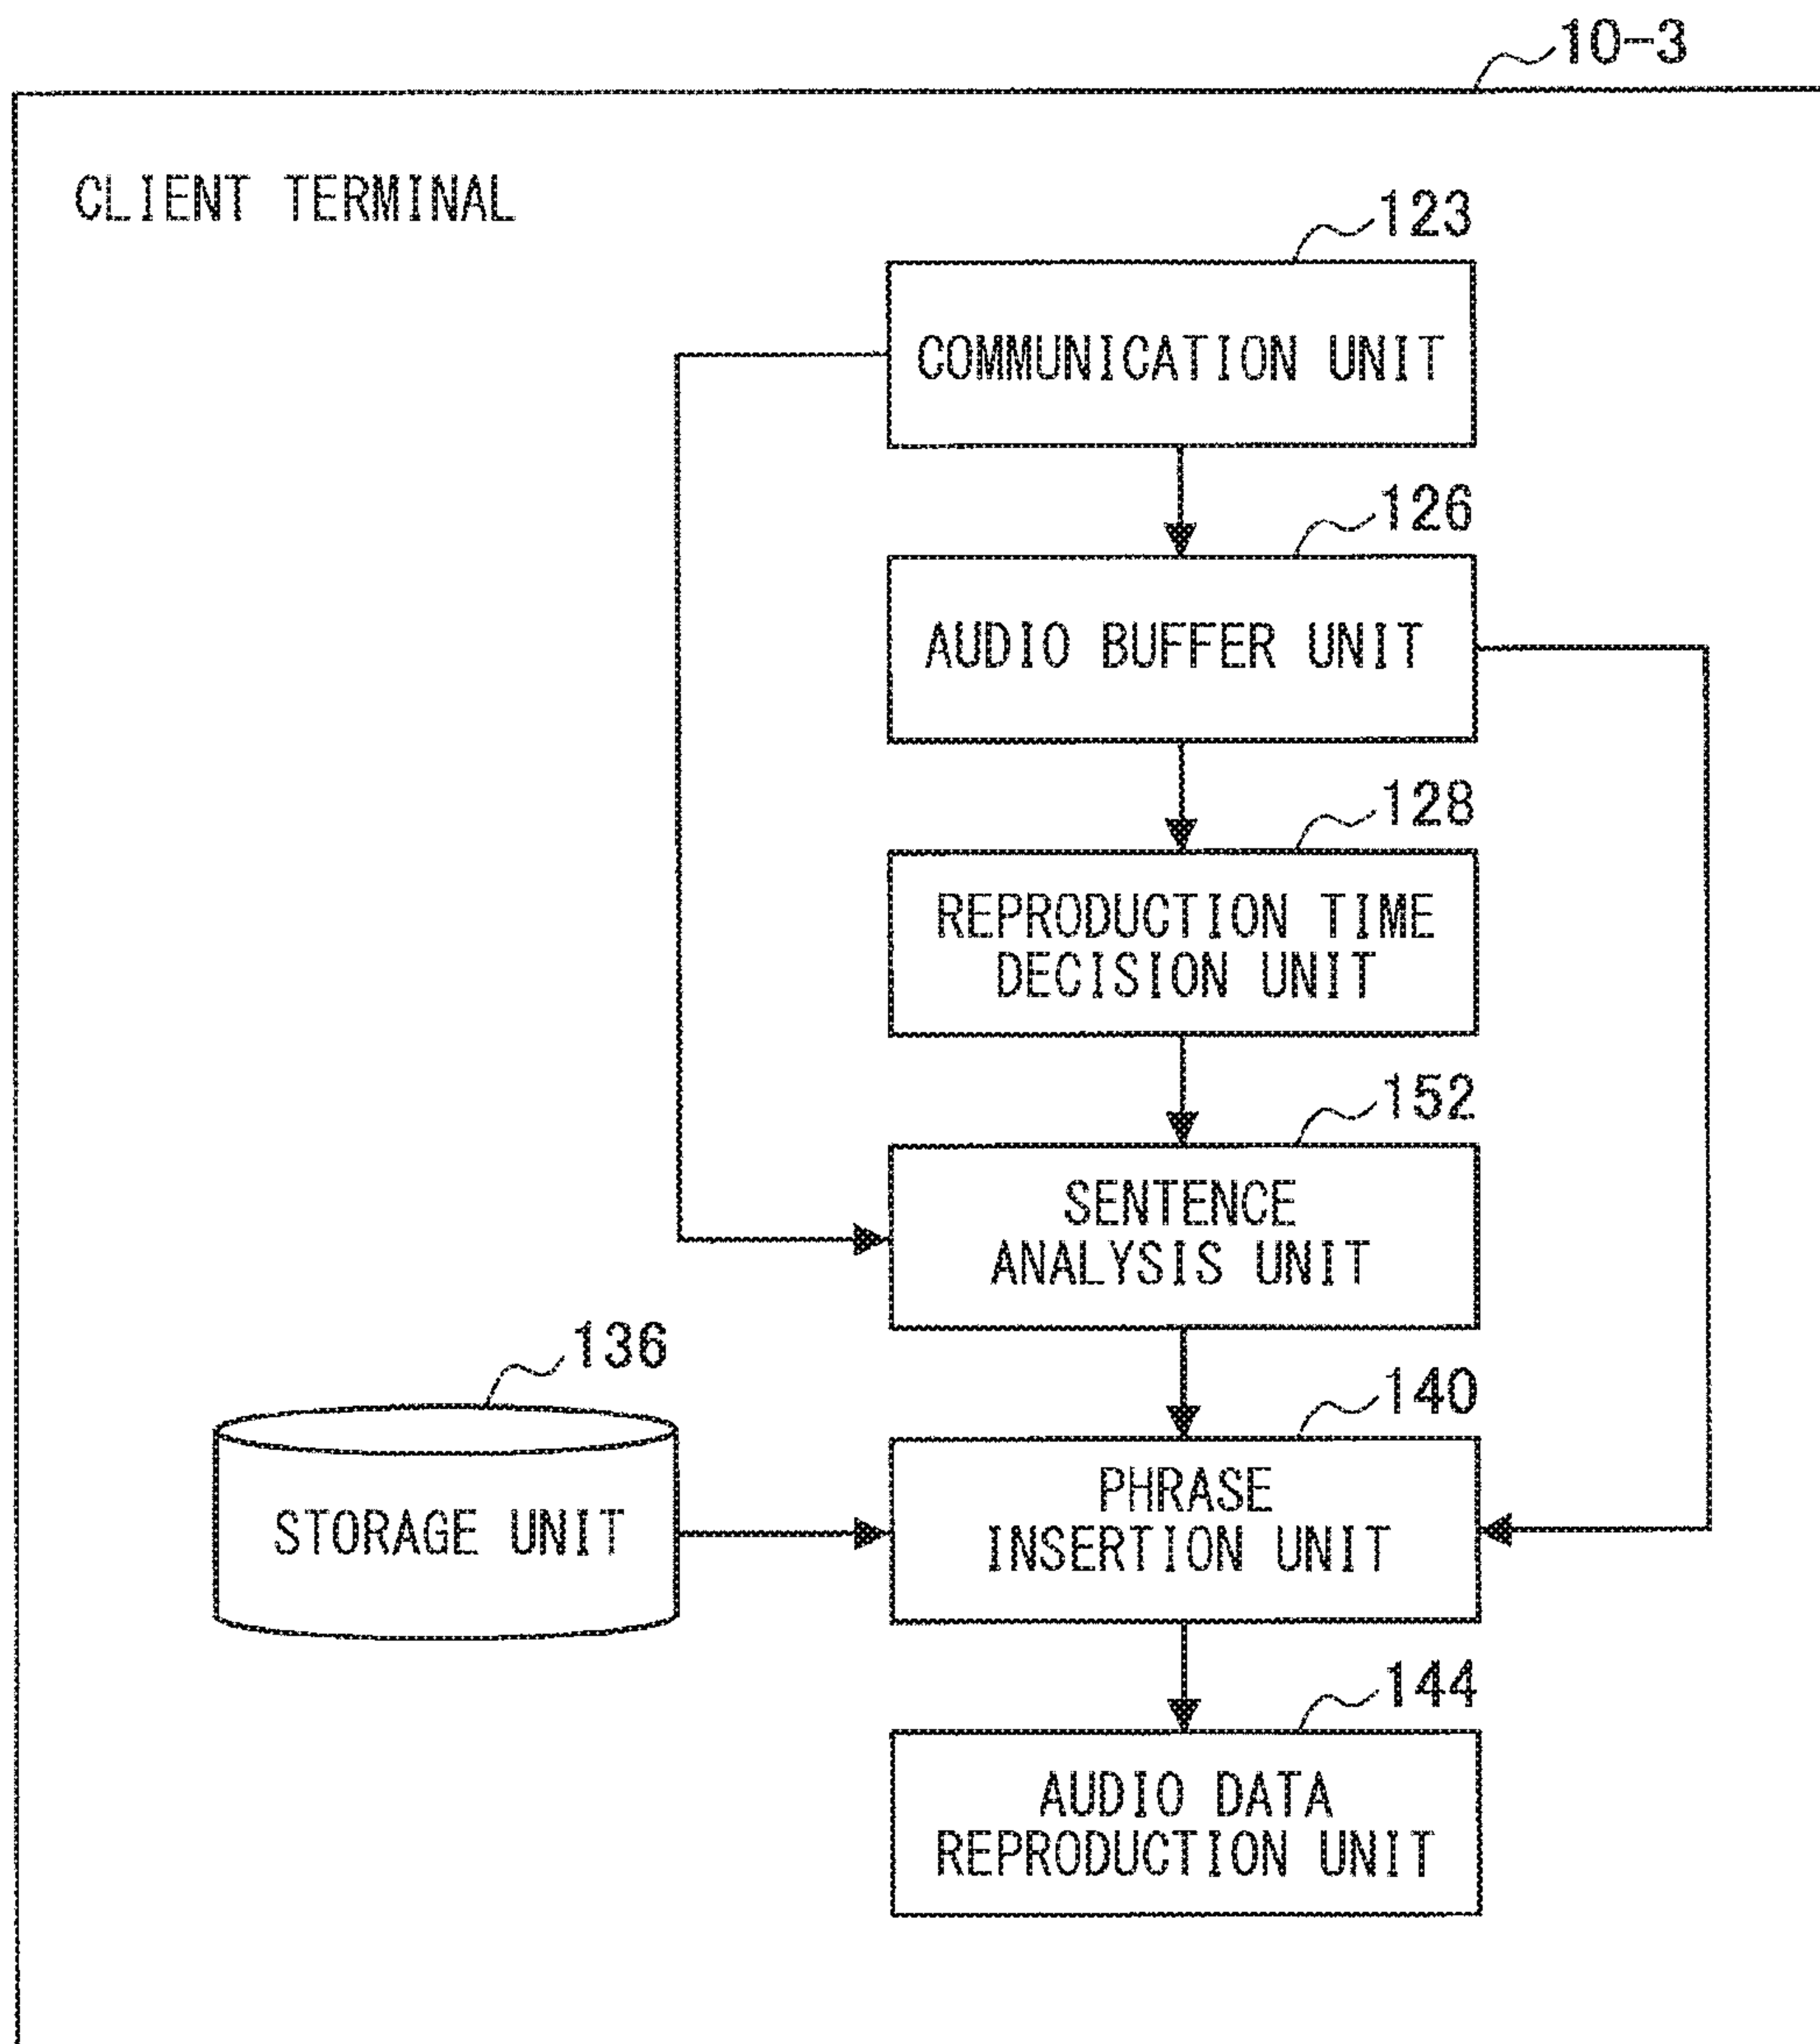 10-3
CLIENT TERMINAL
123
COMMUNICATION UNIT
126
AUDIO BUFFER UNIT
128
REPRODUCTION TIME
DECISION UNIT
152
SENTENCE
ANALYSIS UNIT
136
STORAGE UNIT
140
PHRASE
INSERTION UNIT
144
AUDIO DATA
REPRODUCTION UNIT